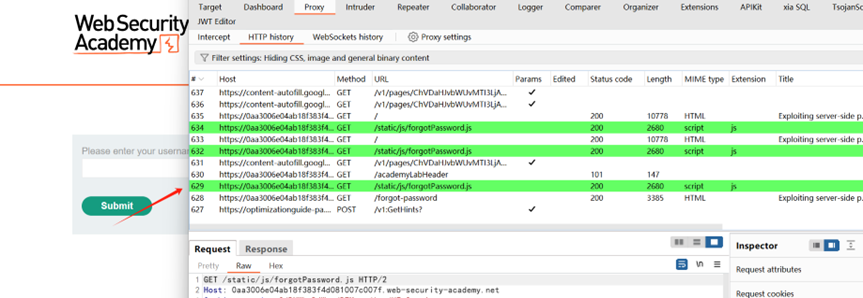 Web Security
Academy
Please enter your usernam
Submit
Target Dashboard Proxy Intruder Repeater Collaborator Logger Comparer Organizer Extensions APIKit xia SQL TsojanSc
JWT Editor
Intercept HTTP history WebSockets history Proxy settings
Filter settings: Hiding CSS, image and general binary content
# Host Method URL Params Edited Status code Length MIME type Extension Title
637 https://content-autofill.googl... GET /v1/pages/ChVDaHJvbWUvMTI3LjA... ✓
636 https://content-autofill.googl... GET /v1/pages/ChVDaHJvbWUvMTI3LjA... ✓
635 https://0aa3006e04ab18f383f4... GET / 200 10778 HTML Exploiting server-side p...
634 https://0aa3006e04ab18f383f4... GET /static/js/forgotPassword.js 200 2680 script js
633 https://0aa3006e04ab18f383f4... GET / 200 10778 HTML Exploiting server-side p...
632 https://0aa3006e04ab18f383f4... GET /static/js/forgotPassword.js 200 2680 script js
631 https://content-autofill.googl... GET /v1/pages/ChVDaHJvbWUvMTI3LjA... ✓
630 https://0aa3006e04ab18f383f4... GET /academyLabHeader 101 147
629 https://0aa3006e04ab18f383f4... GET /static/js/forgotPassword.js 200 2680 script js
628 https://0aa3006e04ab18f383f4... GET /forgot-password 200 3385 HTML Exploiting server-side p...
627 https://optimizationguide-pa... POST /v1:GetHints? ✓
Request Response
Pretty Raw Hex
Inspector
Request attributes
Request cookies
1 GET /static/js/forgotPassword.js HTTP/2
2 Host: 0aa3006e04ab18f383f4d081007c007f.web-security-academy.net